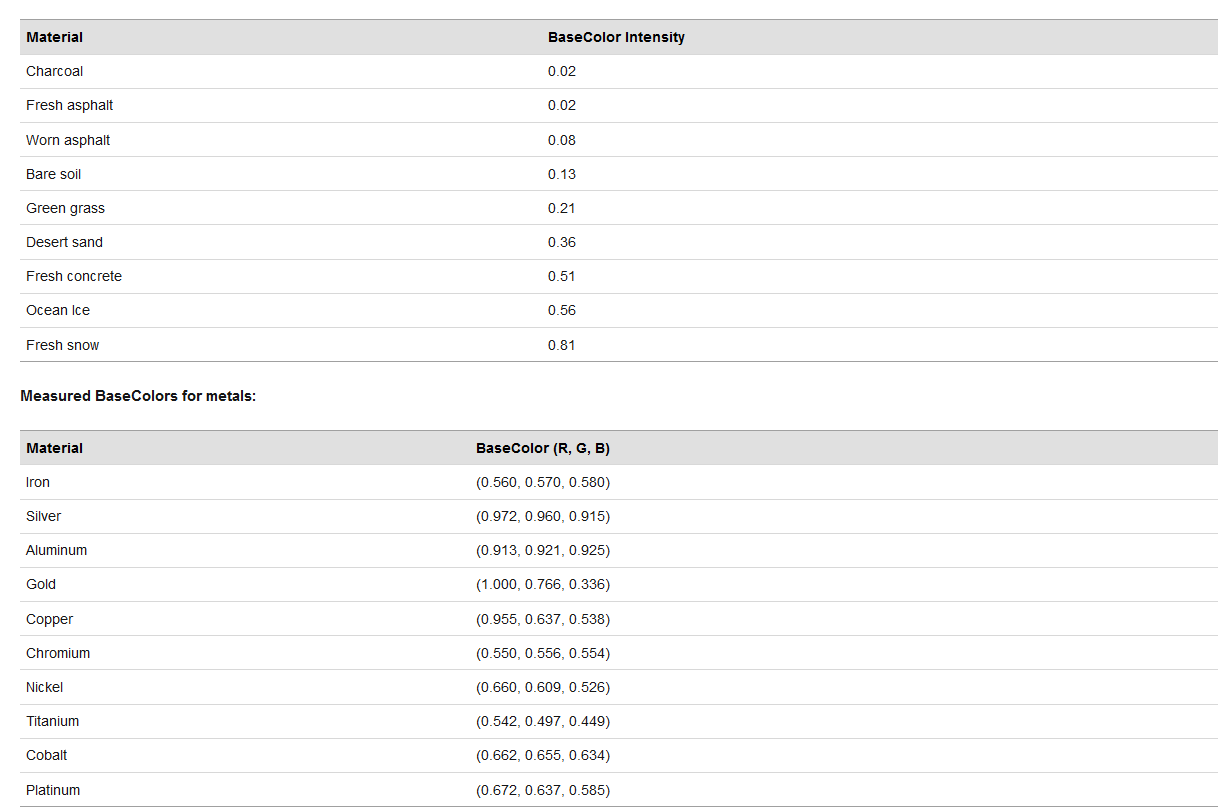 Material BaseColor Intensity
Charcoal 0.02
Fresh asphalt 0.02
Worn asphalt 0.08
Bare soil 0.13
Green grass 0.21
Desert sand 0.36
Fresh concrete 0.51
Ocean Ice 0.56
Fresh snow 0.81
Measured BaseColors for metals:
Material BaseColor (R, G, B)
Iron (0.560, 0.570, 0.580)
Silver (0.972, 0.960, 0.915)
Aluminum (0.913, 0.921, 0.925)
Gold (1.000, 0.766, 0.336)
Copper (0.955, 0.637, 0.538)
Chromium (0.550, 0.556, 0.554)
Nickel (0.660, 0.609, 0.526)
Titanium (0.542, 0.497, 0.449)
Cobalt (0.662, 0.655, 0.634)
Platinum (0.672, 0.637, 0.585)